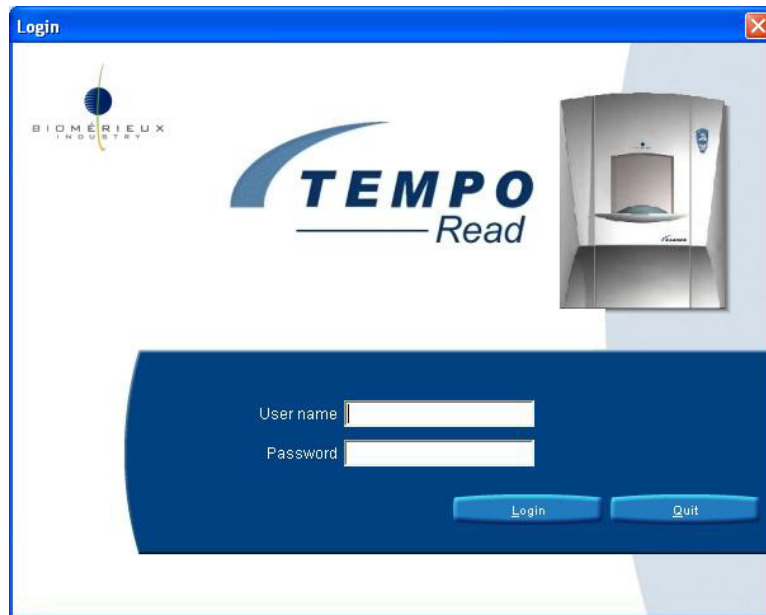 Login
BIOMÉRIEUX
INDUSTRY
TEMPO
Read
User name
Password
Login
Quit